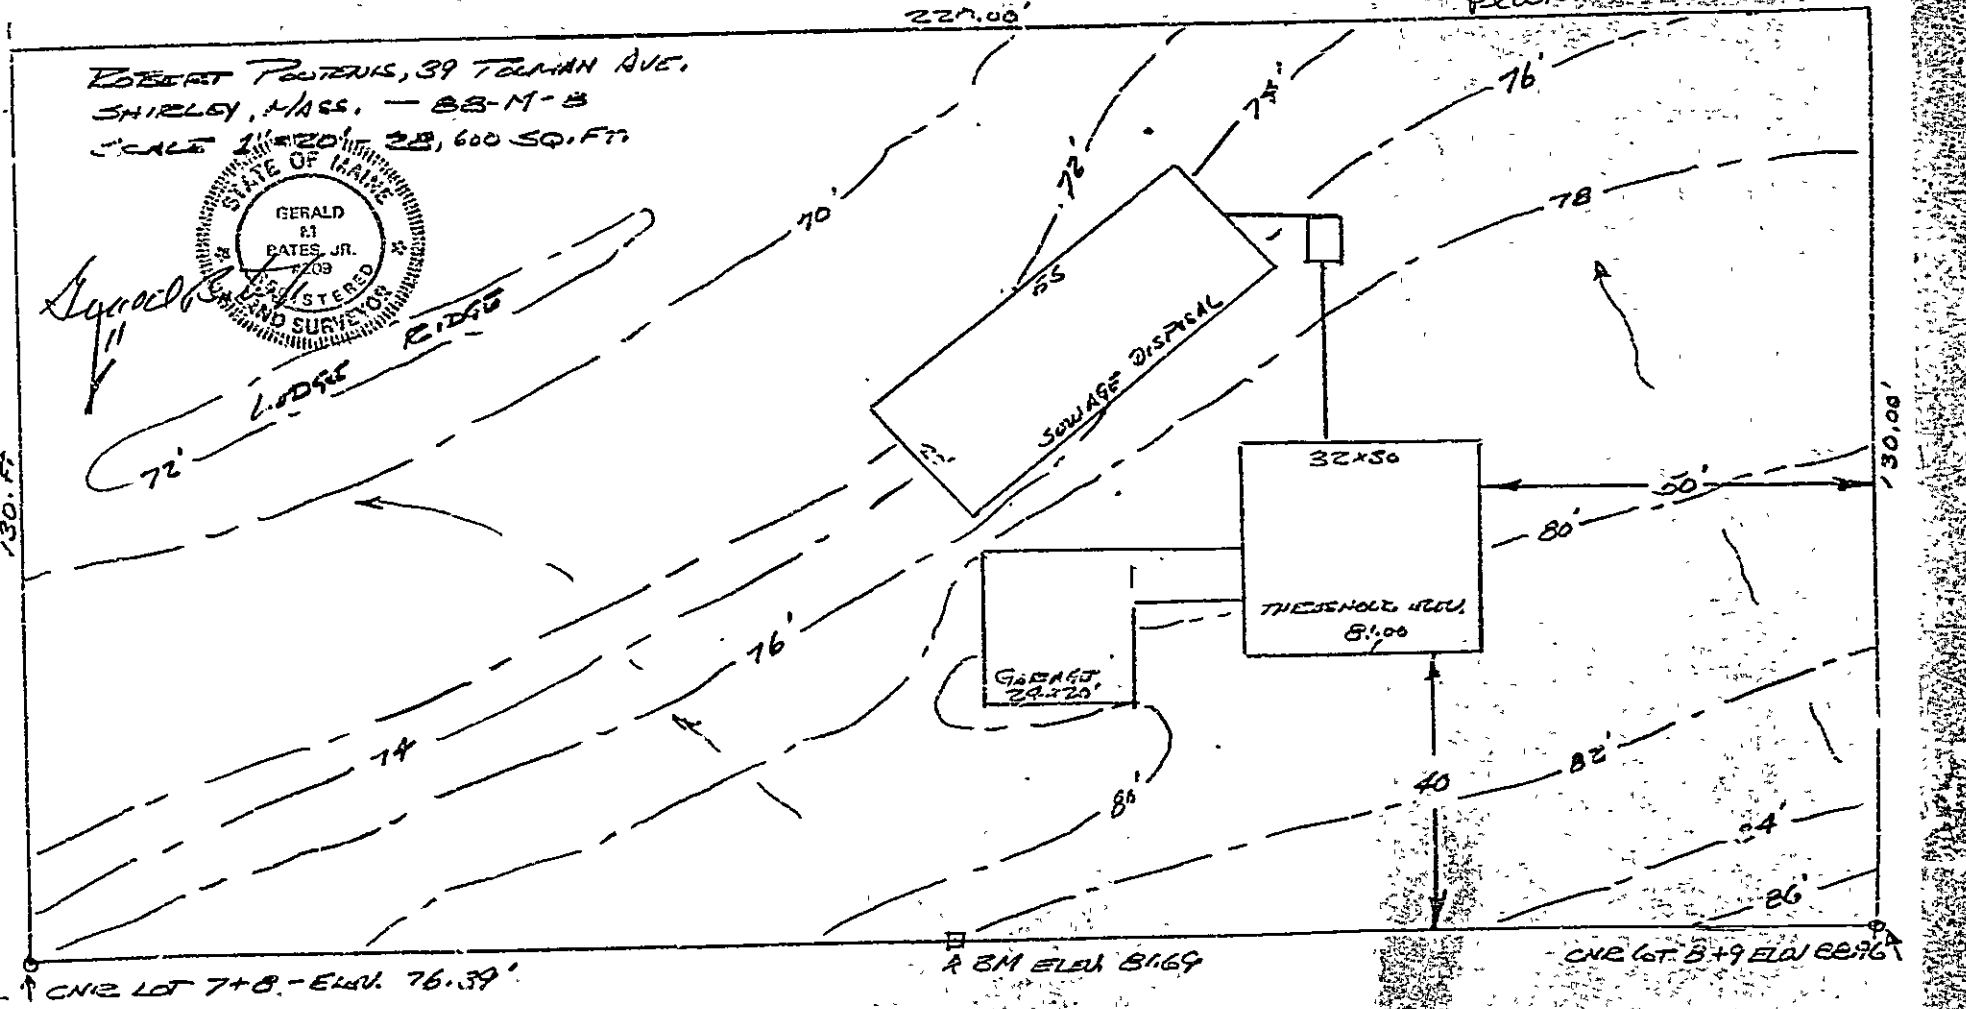 227.00'
ROBERT POUTENIS, 39 TOLMAN AVE.
SHIRLEY, MASS. — 88-M-8
SCALE 1"=20' - 28,600 SQ.FT.
STATE OF MAINE
GERALD
M
BATES, JR.
#209
REGISTERED
LAND SURVEYOR
76'
72'
78
70'
55
SEWAGE DISPOSAL
LEDGE RIDGE
72'
130. FT.
130.00'
32x30
50'
80'
THRESHOLD ELEV.
81.00
76'
GARAGE
24x20'
74
82'
40
80'
84'
86'
CNR LOT 7+8 - ELEV. 76.39'
BM ELEV. 81.69
CNR LOT 8+9 ELEV 88.76